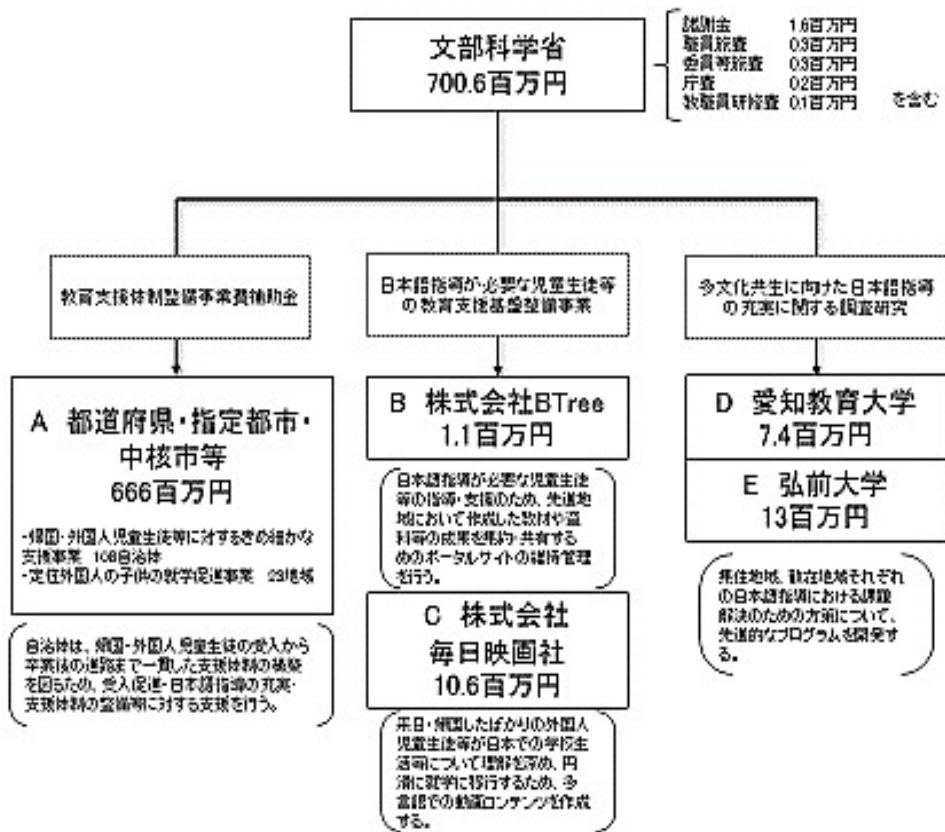 文部科学省
700.6百万円
諸謝金 1.6百万円
職員旅費 0.3百万円
委員等旅費 0.3百万円
庁費 0.2百万円
教職員研修費 0.1百万円 を含む
教育支援体制整備事業費補助金
日本語指導が必要な児童生徒等
の教育支援基盤整備事業
多文化共生に向けた日本語指導
の充実に関する調査研究
A 都道府県・指定都市・
中核市等
666百万円
・帰国・外国人児童生徒等に対するきめ細かな
支援事業 108自治体
・定住外国人の子供の就学促進事業 23地域
自治体は、帰国・外国人児童生徒の受入から
卒業後の進路まで一貫した支援体制の構築
を図るため、受入促進・日本語指導の充実・
支援体制の整備等に対する支援を行う。
B 株式会社BTree
1.1百万円
日本語指導が必要な児童生徒
等の指導・支援のため、先進地
域において作成した教材や資
料等の成果を集約・共有する
めのポータルサイトの維持管理
を行う。
C 株式会社
毎日映画社
10.6百万円
来日・帰国したばかりの外国人
児童生徒等が日本での学校生
活等について理解を深め、円
滑に就学に移行するため、多
言語での動画コンテンツを作成
する。
D 愛知教育大学
7.4百万円
E 弘前大学
13百万円
集住地域、散在地域それぞれ
の日本語指導における課題
解決のための方策について、
先進的なプログラムを開発す
る。